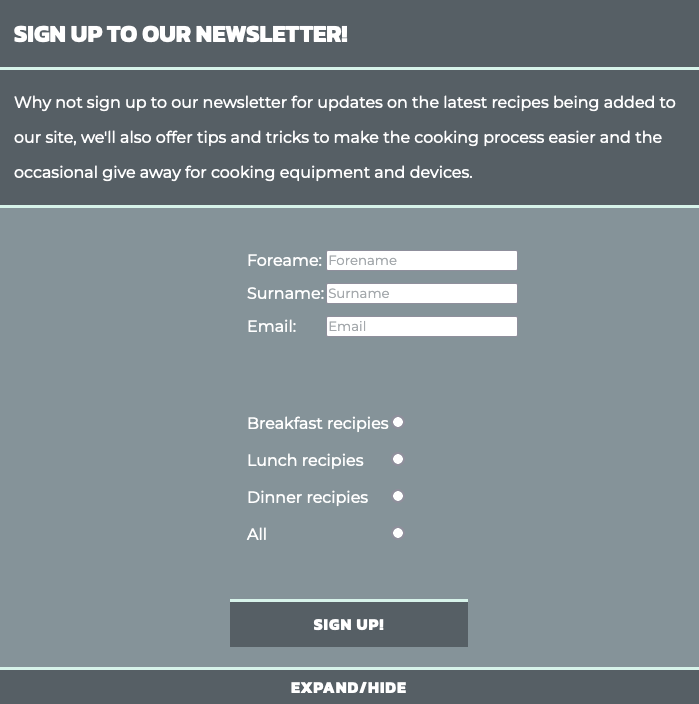 SIGN UP TO OUR NEWSLETTER!
Why not sign up to our newsletter for updates on the latest recipes being added to
our site, we'll also offer tips and tricks to make the cooking process easier and the
occasional give away for cooking equipment and devices.
Foreame: Forename
Surname: Surname
Email: Email
Breakfast recipies
Lunch recipies
Dinner recipies
All
SIGN UP!
EXPAND/HIDE